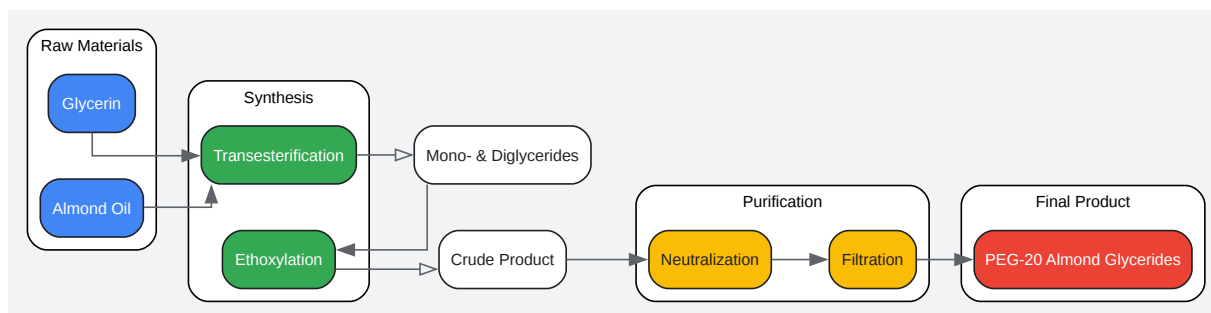 Raw Materials
Glycerin
Almond Oil
Synthesis
Transesterification
Ethoxylation
Mono- & Diglycerides
Crude Product
Purification
Neutralization
Filtration
Final Product
PEG-20 Almond Glycerides